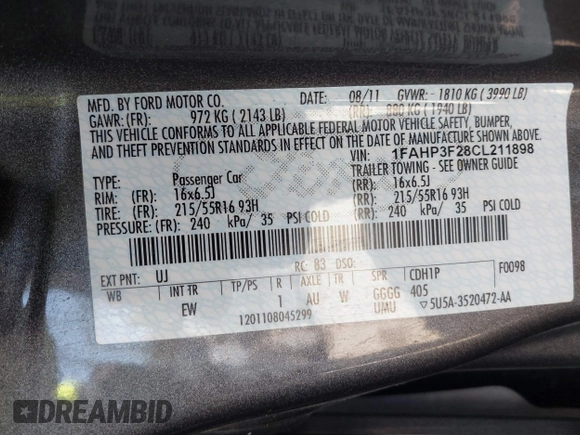 MFD. BY FORD MOTOR CO. DATE: 08/11 GVWR: 1810 KG ( 3990 LB)
GAWR: (FR): 972 KG ( 2143 LB) (RR): 880 KG ( 1940 LB)
THIS VEHICLE CONFORMS TO ALL APPLICABLE FEDERAL MOTOR VEHICLE SAFETY, BUMPER,
AND THEFT PREVENTION STANDARDS IN EFFECT ON THE DATE OF MANUFACTURE SHOWN ABOVE.
VIN: 1FAHP3F28CL211898
TYPE: Passenger Car TRAILER TOWING - SEE OWNER GUIDE
RIM: (FR): 16x6.5J (RR): 16x6.5J
TIRE: (FR): 215/55R16 93H (RR): 215/55R16 93H
PRESSURE: (FR): 240 kPa/ 35 PSI COLD (RR): 240 kPa/ 35 PSI COLD
EXT PNT: UJ RC: 83 DSO: F0098
WB INT TR TP/PS R AXLE TR SPR CDH1P
EW 1 AU W GGGG 405
UMU
1201108045299 5U5A-3520472-AA
DREAMBID